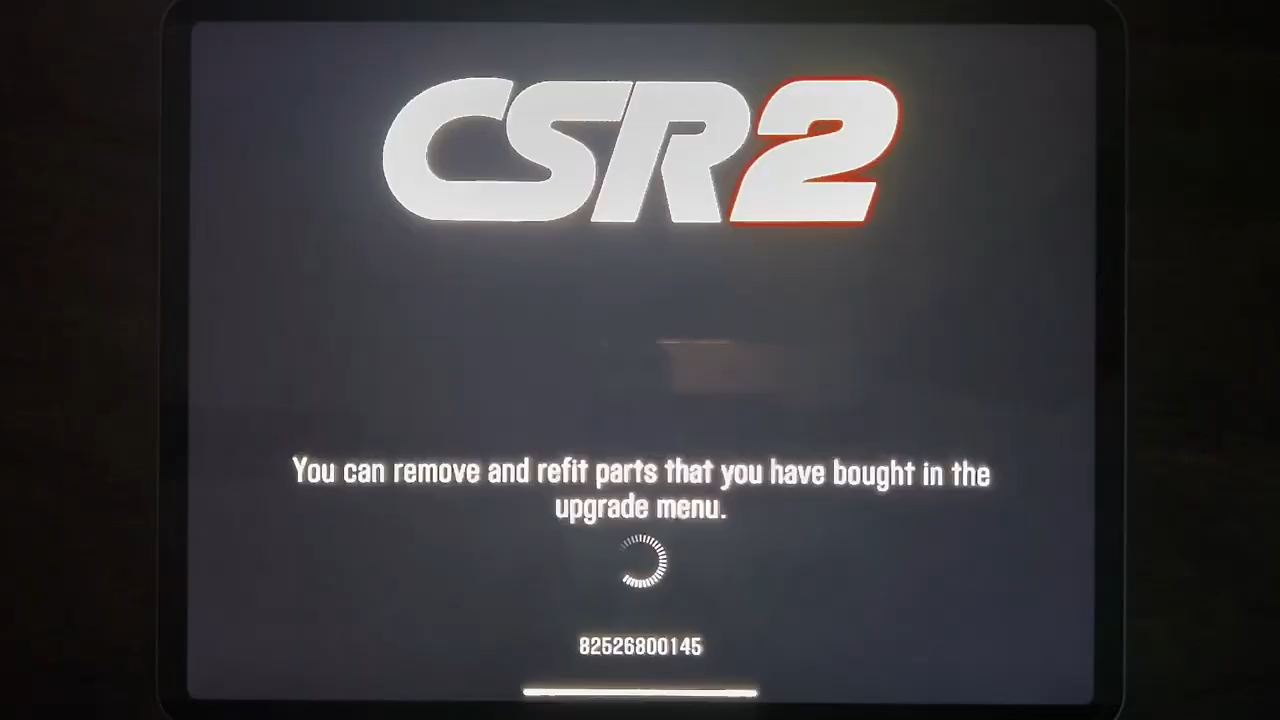 CSR2
You can remove and refit parts that you have bought in the
upgrade menu.
82526800145